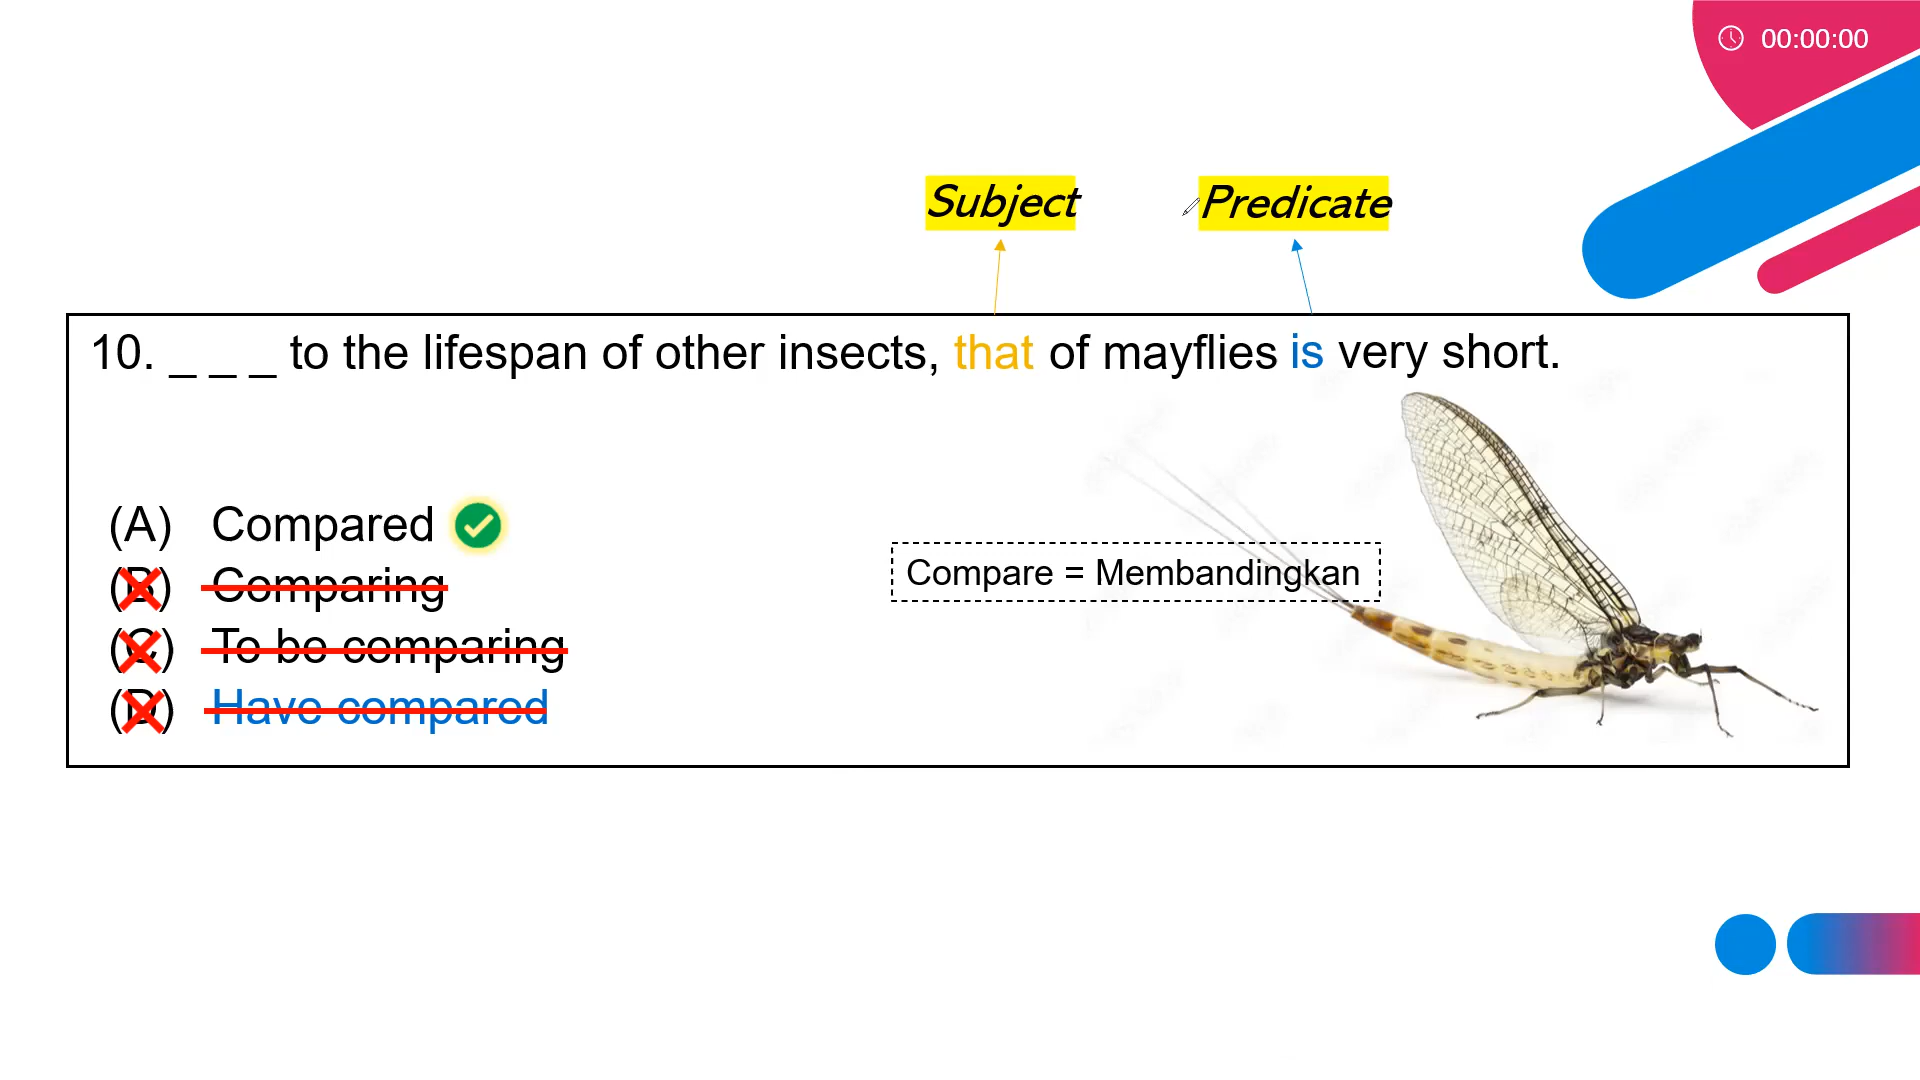 00:00:00
Subject Predicate
10. _ _ _ to the lifespan of other insects, that of mayflies is very short.
(A) Compared
(B) Comparing
(C) To be comparing
(D) Have compared
Compare = Membandingkan